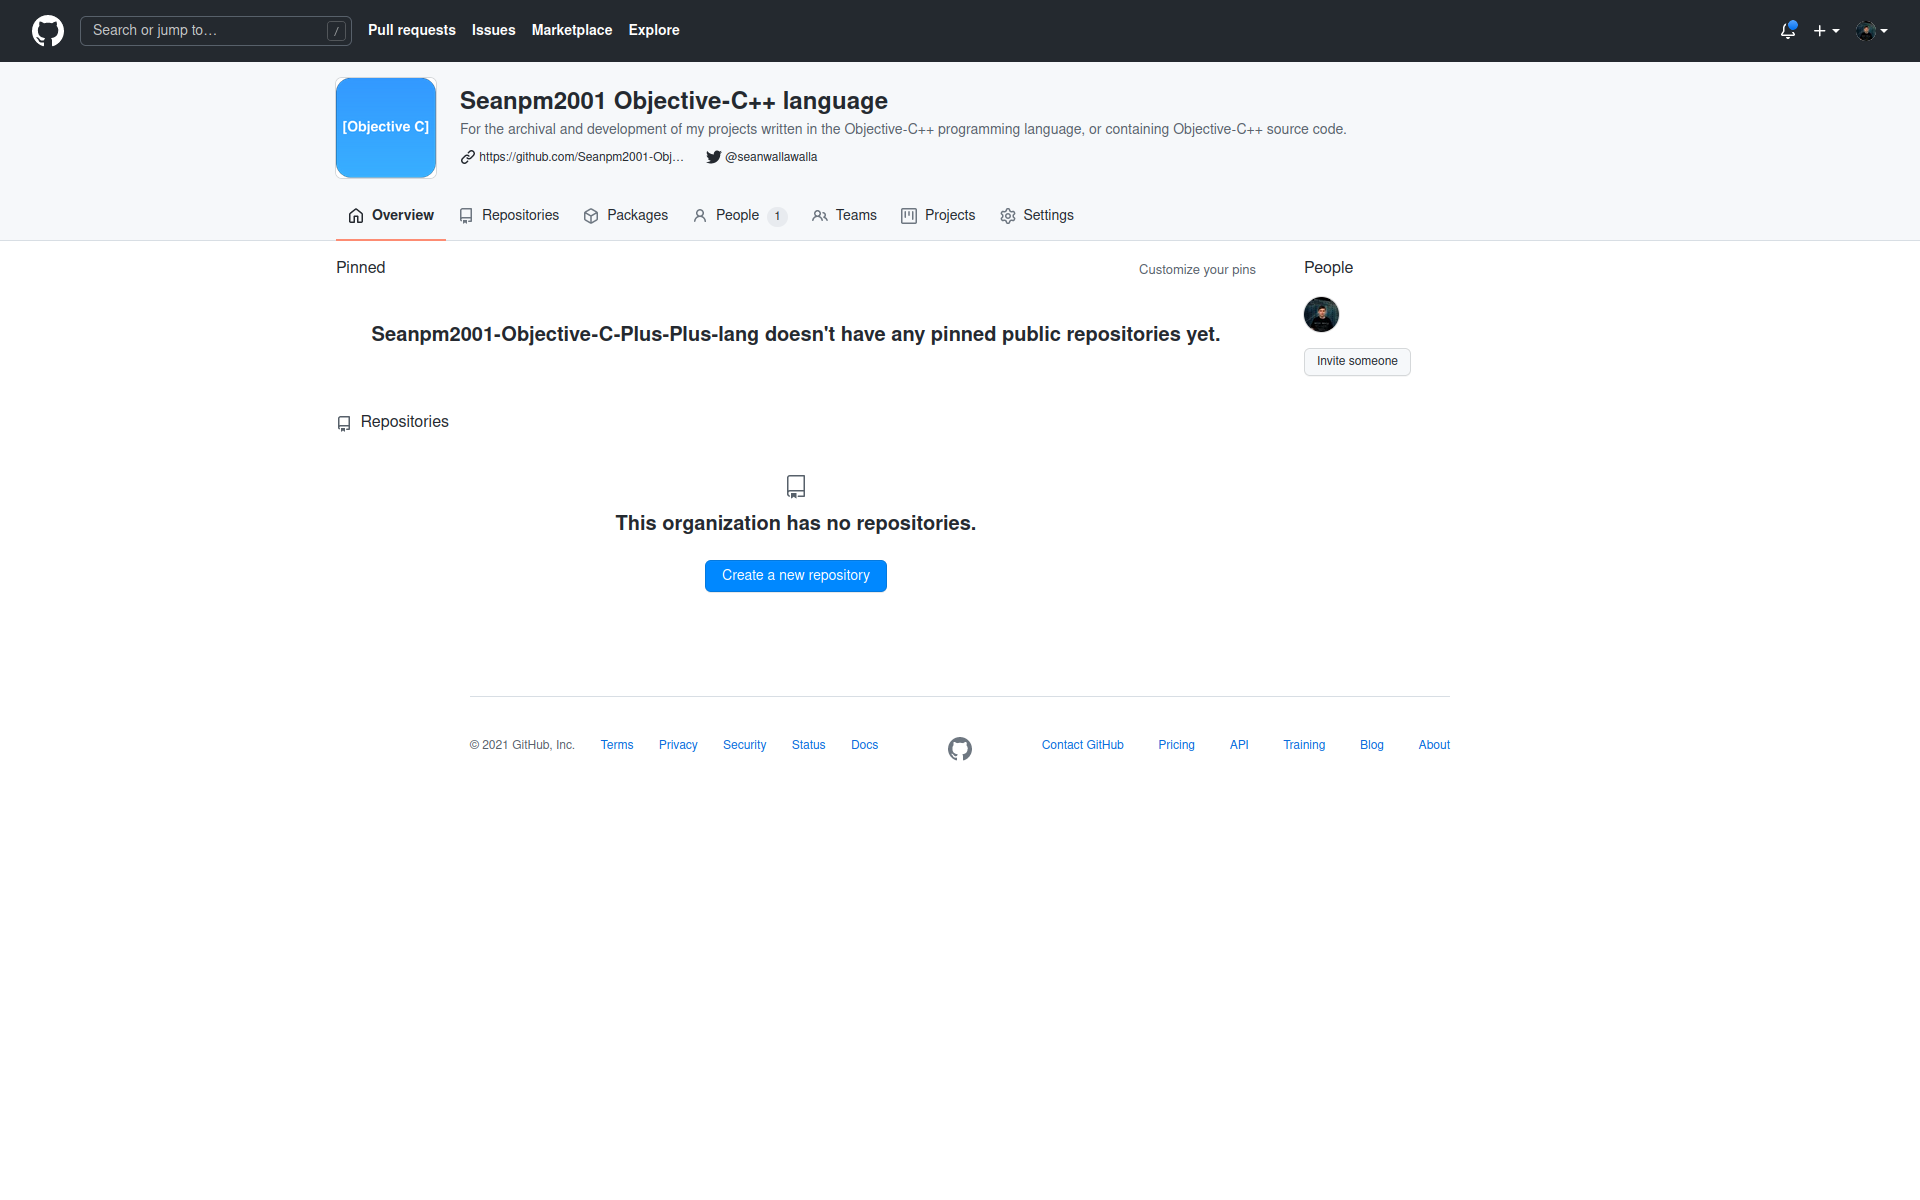 Search or jump to…
/
Pull requests
Issues
Marketplace
Explore
[Objective C]
Seanpm2001 Objective-C++ language
For the archival and development of my projects written in the Objective-C++ programming language, or containing Objective-C++ source code.
https://github.com/Seanpm2001-Obj…
@seanwallawalla
Overview
Repositories
Packages
People 1
Teams
Projects
Settings
Pinned
Customize your pins
Seanpm2001-Objective-C-Plus-Plus-lang doesn't have any pinned public repositories yet.
People
Invite someone
Repositories
This organization has no repositories.
Create a new repository
© 2021 GitHub, Inc.
Terms
Privacy
Security
Status
Docs
Contact GitHub
Pricing
API
Training
Blog
About